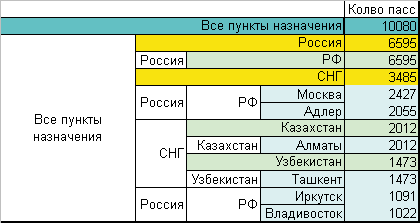 Колво пасс
Все пункты назначения 10080
Россия 6595
Россия РФ 6595
СНГ 3485
Москва 2427
Россия РФ
Адлер 2055
Все пункты назначения
Казахстан 2012
Казахстан Алматы 2012
СНГ
Узбекистан 1473
Узбекистан Ташкент 1473
Иркутск 1091
Россия РФ
Владивосток 1022